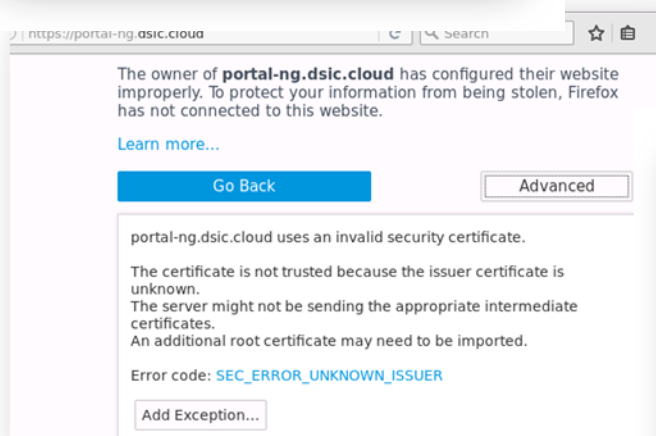 https://portal-ng.dsic.cloud
Search
The owner of portal-ng.dsic.cloud has configured their website
improperly. To protect your information from being stolen, Firefox
has not connected to this website.
Learn more...
Go Back
Advanced
portal-ng.dsic.cloud uses an invalid security certificate.
The certificate is not trusted because the issuer certificate is
unknown.
The server might not be sending the appropriate intermediate
certificates.
An additional root certificate may need to be imported.
Error code: SEC_ERROR_UNKNOWN_ISSUER
Add Exception...